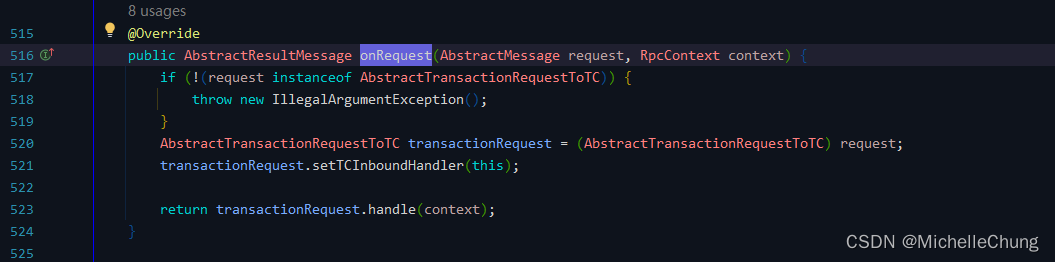 8 usages
515 @Override
516 public AbstractResultMessage onRequest(AbstractMessage request, RpcContext context) {
517 if (!(request instanceof AbstractTransactionRequestToTC)) {
518 throw new IllegalArgumentException();
519 }
520 AbstractTransactionRequestToTC transactionRequest = (AbstractTransactionRequestToTC) request;
521 transactionRequest.setTCInboundHandler(this);
522
523 return transactionRequest.handle(context);
524 }
525
CSDN @MichelleChung